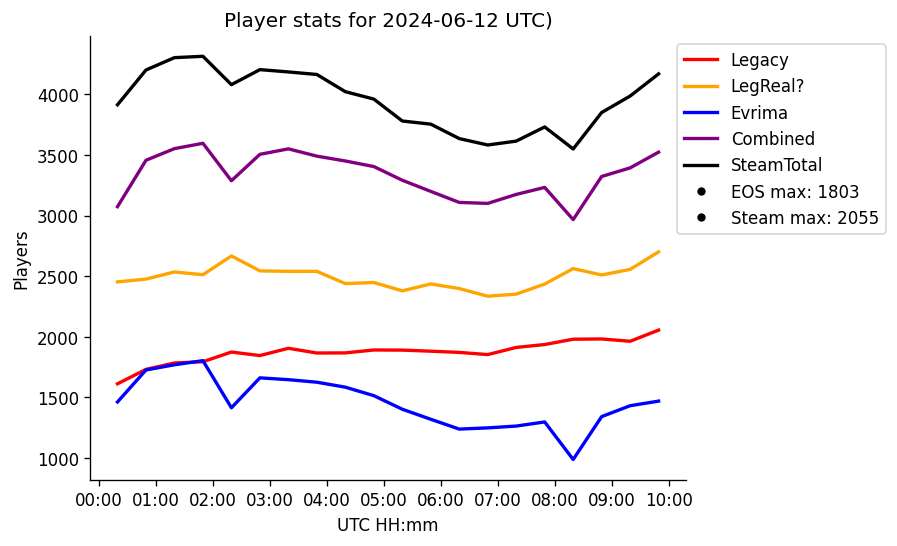 Player stats for 2024-06-12 UTC)
Legacy
LegReal?
Evrima
Combined
SteamTotal
EOS max: 1803
Steam max: 2055
Players
4000
3500
3000
2500
2000
1500
1000
00:00 01:00 02:00 03:00 04:00 05:00 06:00 07:00 08:00 09:00 10:00
UTC HH:mm